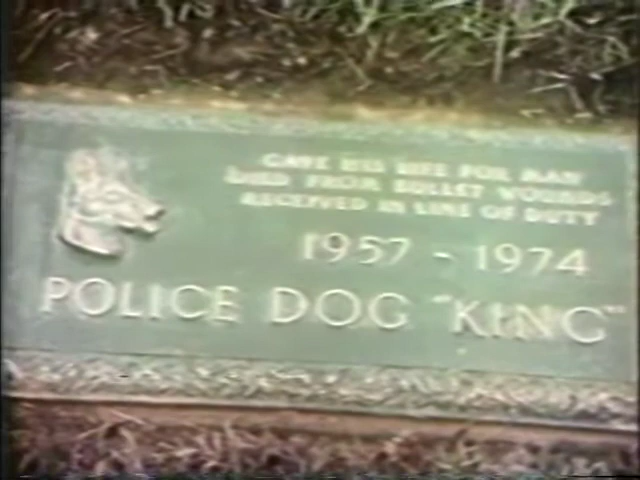 GAVE HIS LIFE FOR MAN
DIED FROM BULLET WOUNDS
RECEIVED IN LINE OF DUTY
1957 - 1974
POLICE DOG "KING"